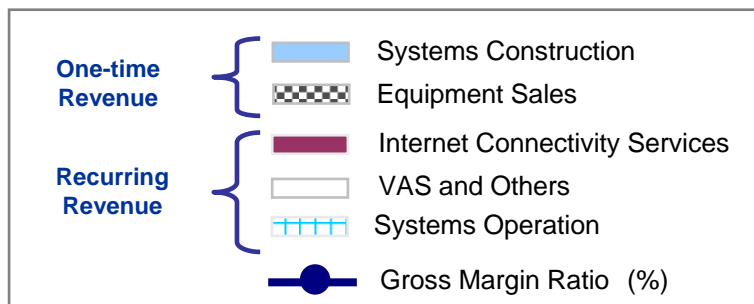 One-time
Revenue
Systems Construction
Equipment Sales
Recurring
Revenue
Internet Connectivity Services
VAS and Others
Systems Operation
Gross Margin Ratio (%)